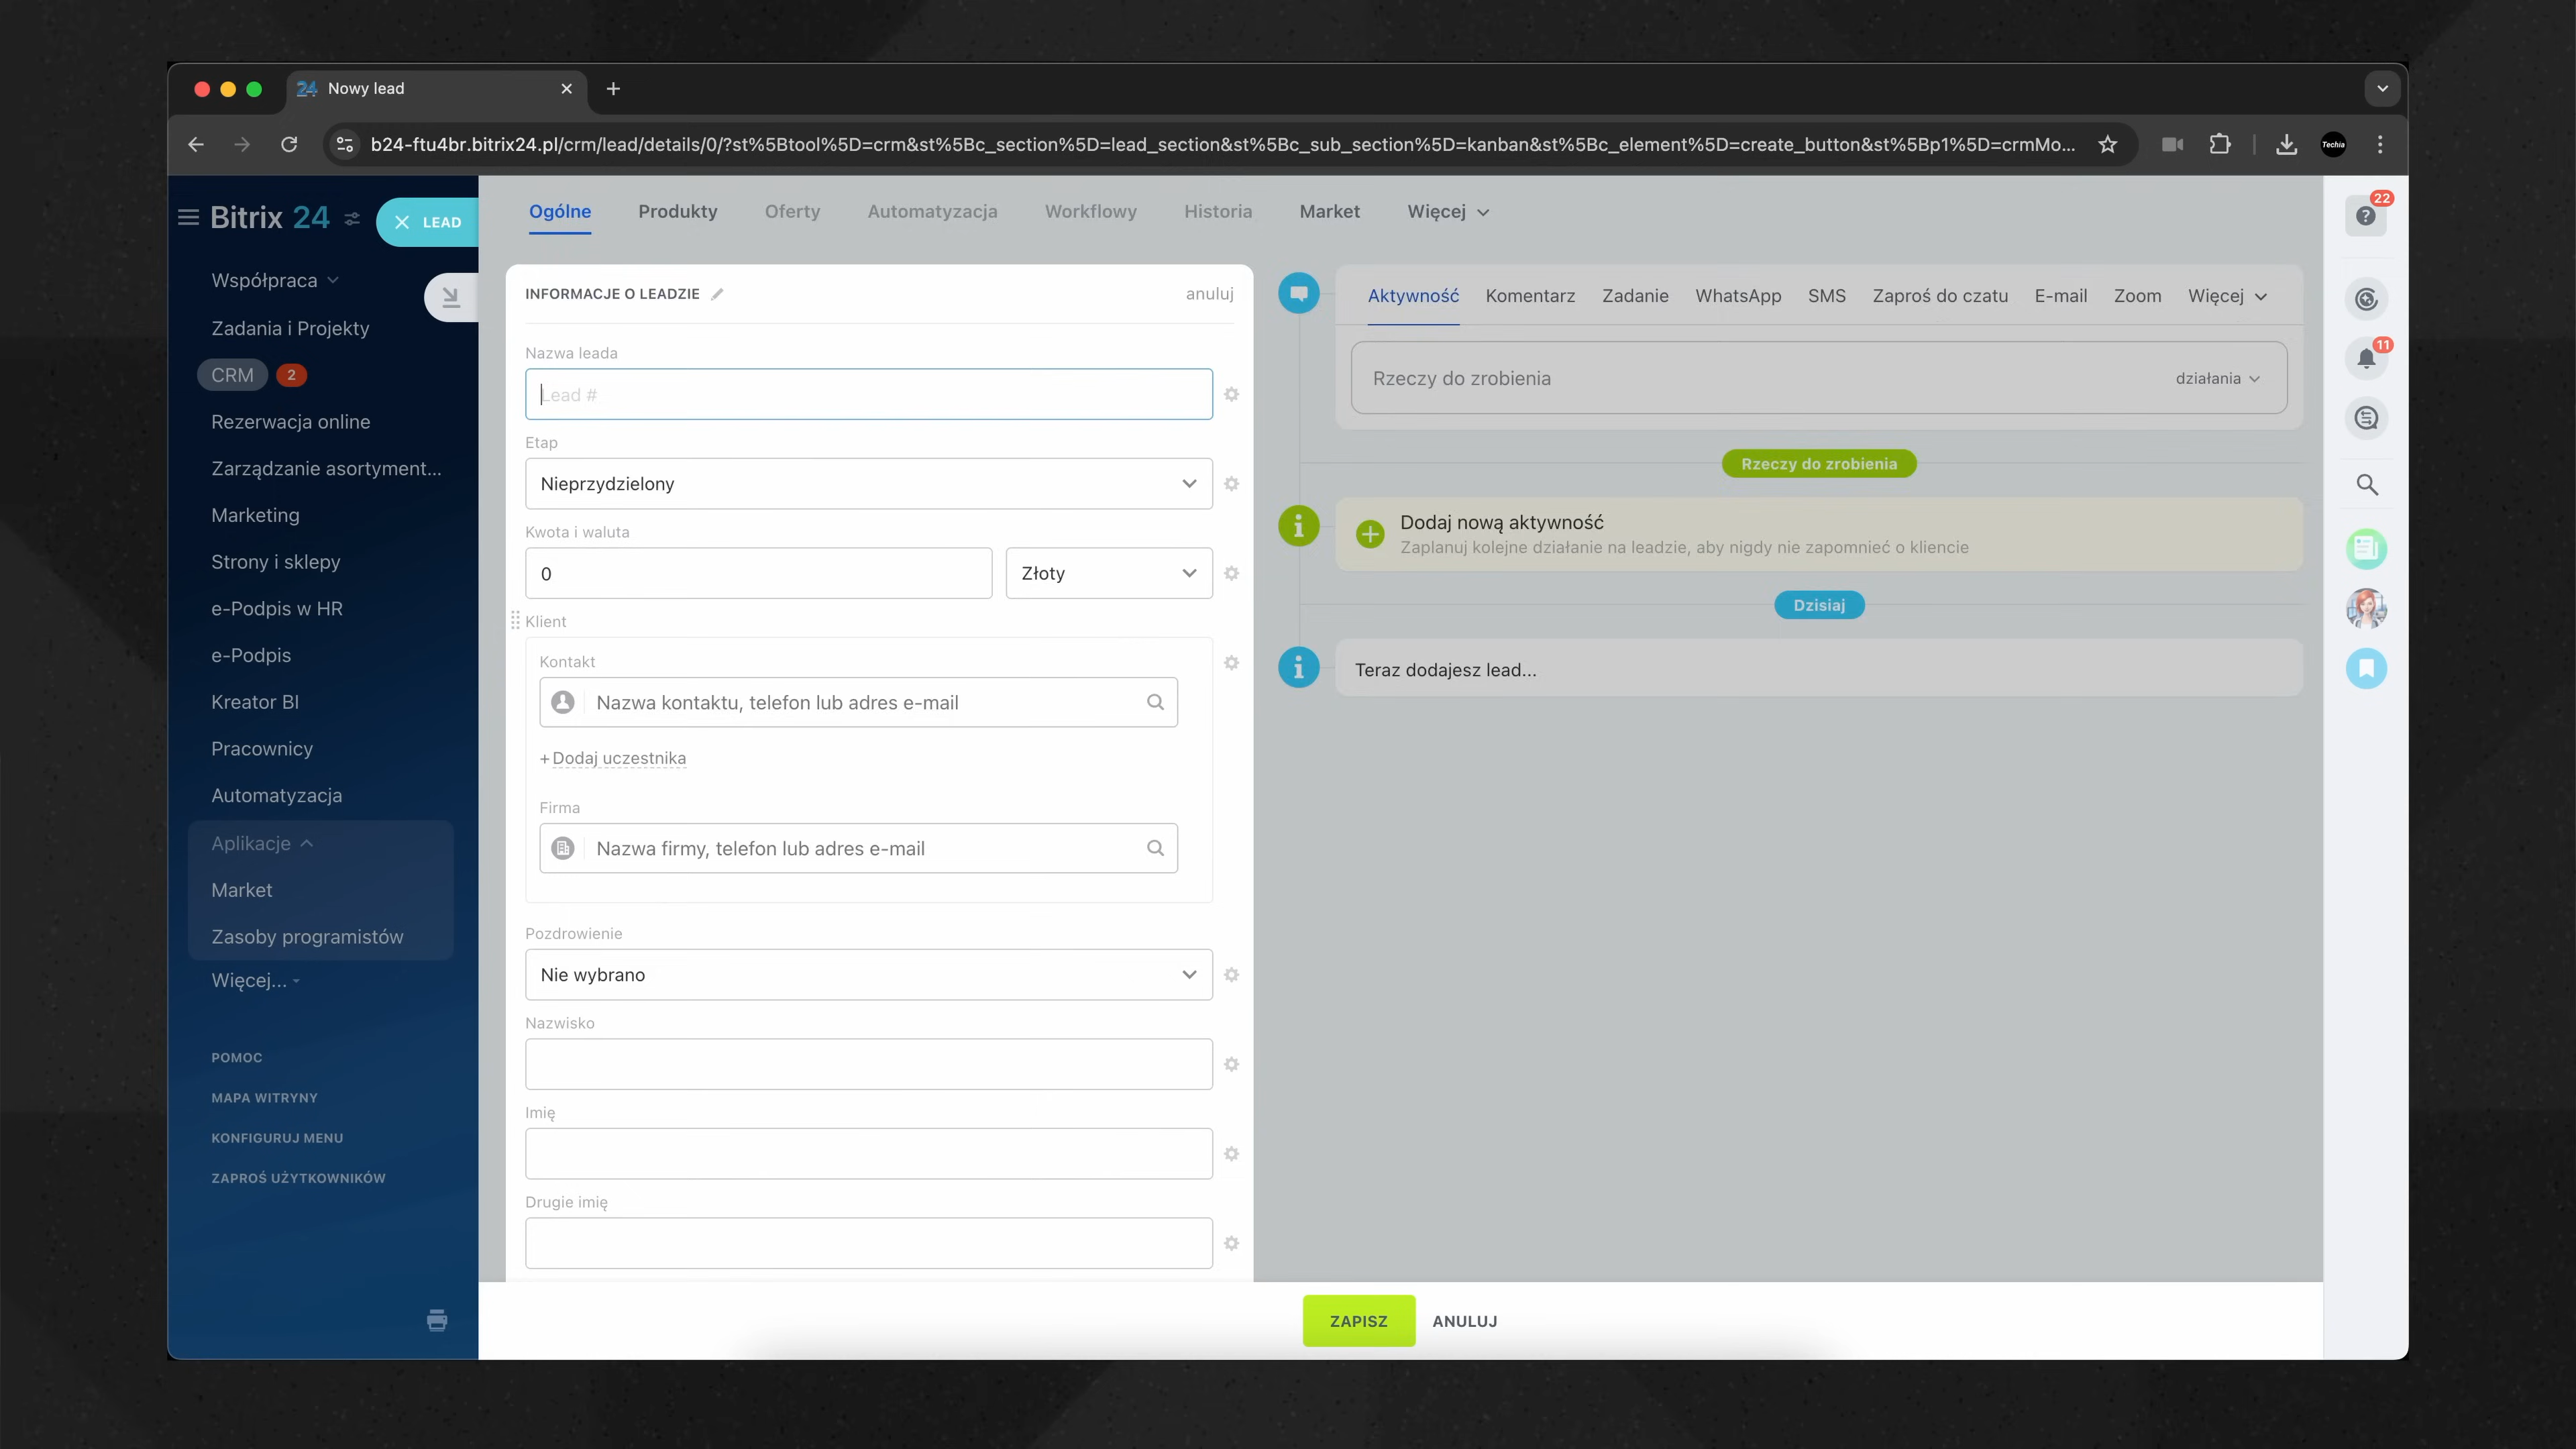 Nowy lead
b24-ftu4br.bitrix24.pl/crm/lead/details/0/?st%5Btool%5D=crm&st%5Bc_section%5D=lead_section&st%5Bc_sub_section%5D=kanban&st%5Bc_element%5D=create_button&st%5Bp1%5D=crmMo...
Techia
Bitrix 24
LEAD
Współpraca
Zadania i Projekty
CRM 2
Rezerwacja online
Zarządzanie asortyment...
Marketing
Strony i sklepy
e-Podpis w HR
e-Podpis
Kreator BI
Pracownicy
Automatyzacja
Aplikacje
Market
Zasoby programistów
Więcej...
POMOC
MAPA WITRYNY
KONFIGURUJ MENU
ZAPROŚ UŻYTKOWNIKÓW
Ogólne Produkty Oferty Automatyzacja Workflowy Historia Market Więcej
INFORMACJE O LEADZIE anuluj
Nazwa leada
Lead #
Etap
Nieprzydzielony
Kwota i waluta
0 Złoty
Klient
Kontakt
Nazwa kontaktu, telefon lub adres e-mail
+ Dodaj uczestnika
Firma
Nazwa firmy, telefon lub adres e-mail
Pozdrowienie
Nie wybrano
Nazwisko
Imię
Drugie imię
Aktywność Komentarz Zadanie WhatsApp SMS Zaproś do czatu E-mail Zoom Więcej
Rzeczy do zrobienia działania
Rzeczy do zrobienia
Dodaj nową aktywność
Zaplanuj kolejne działanie na leadzie, aby nigdy nie zapomnieć o kliencie
Dzisiaj
Teraz dodajesz lead...
ZAPISZ ANULUJ
22
11